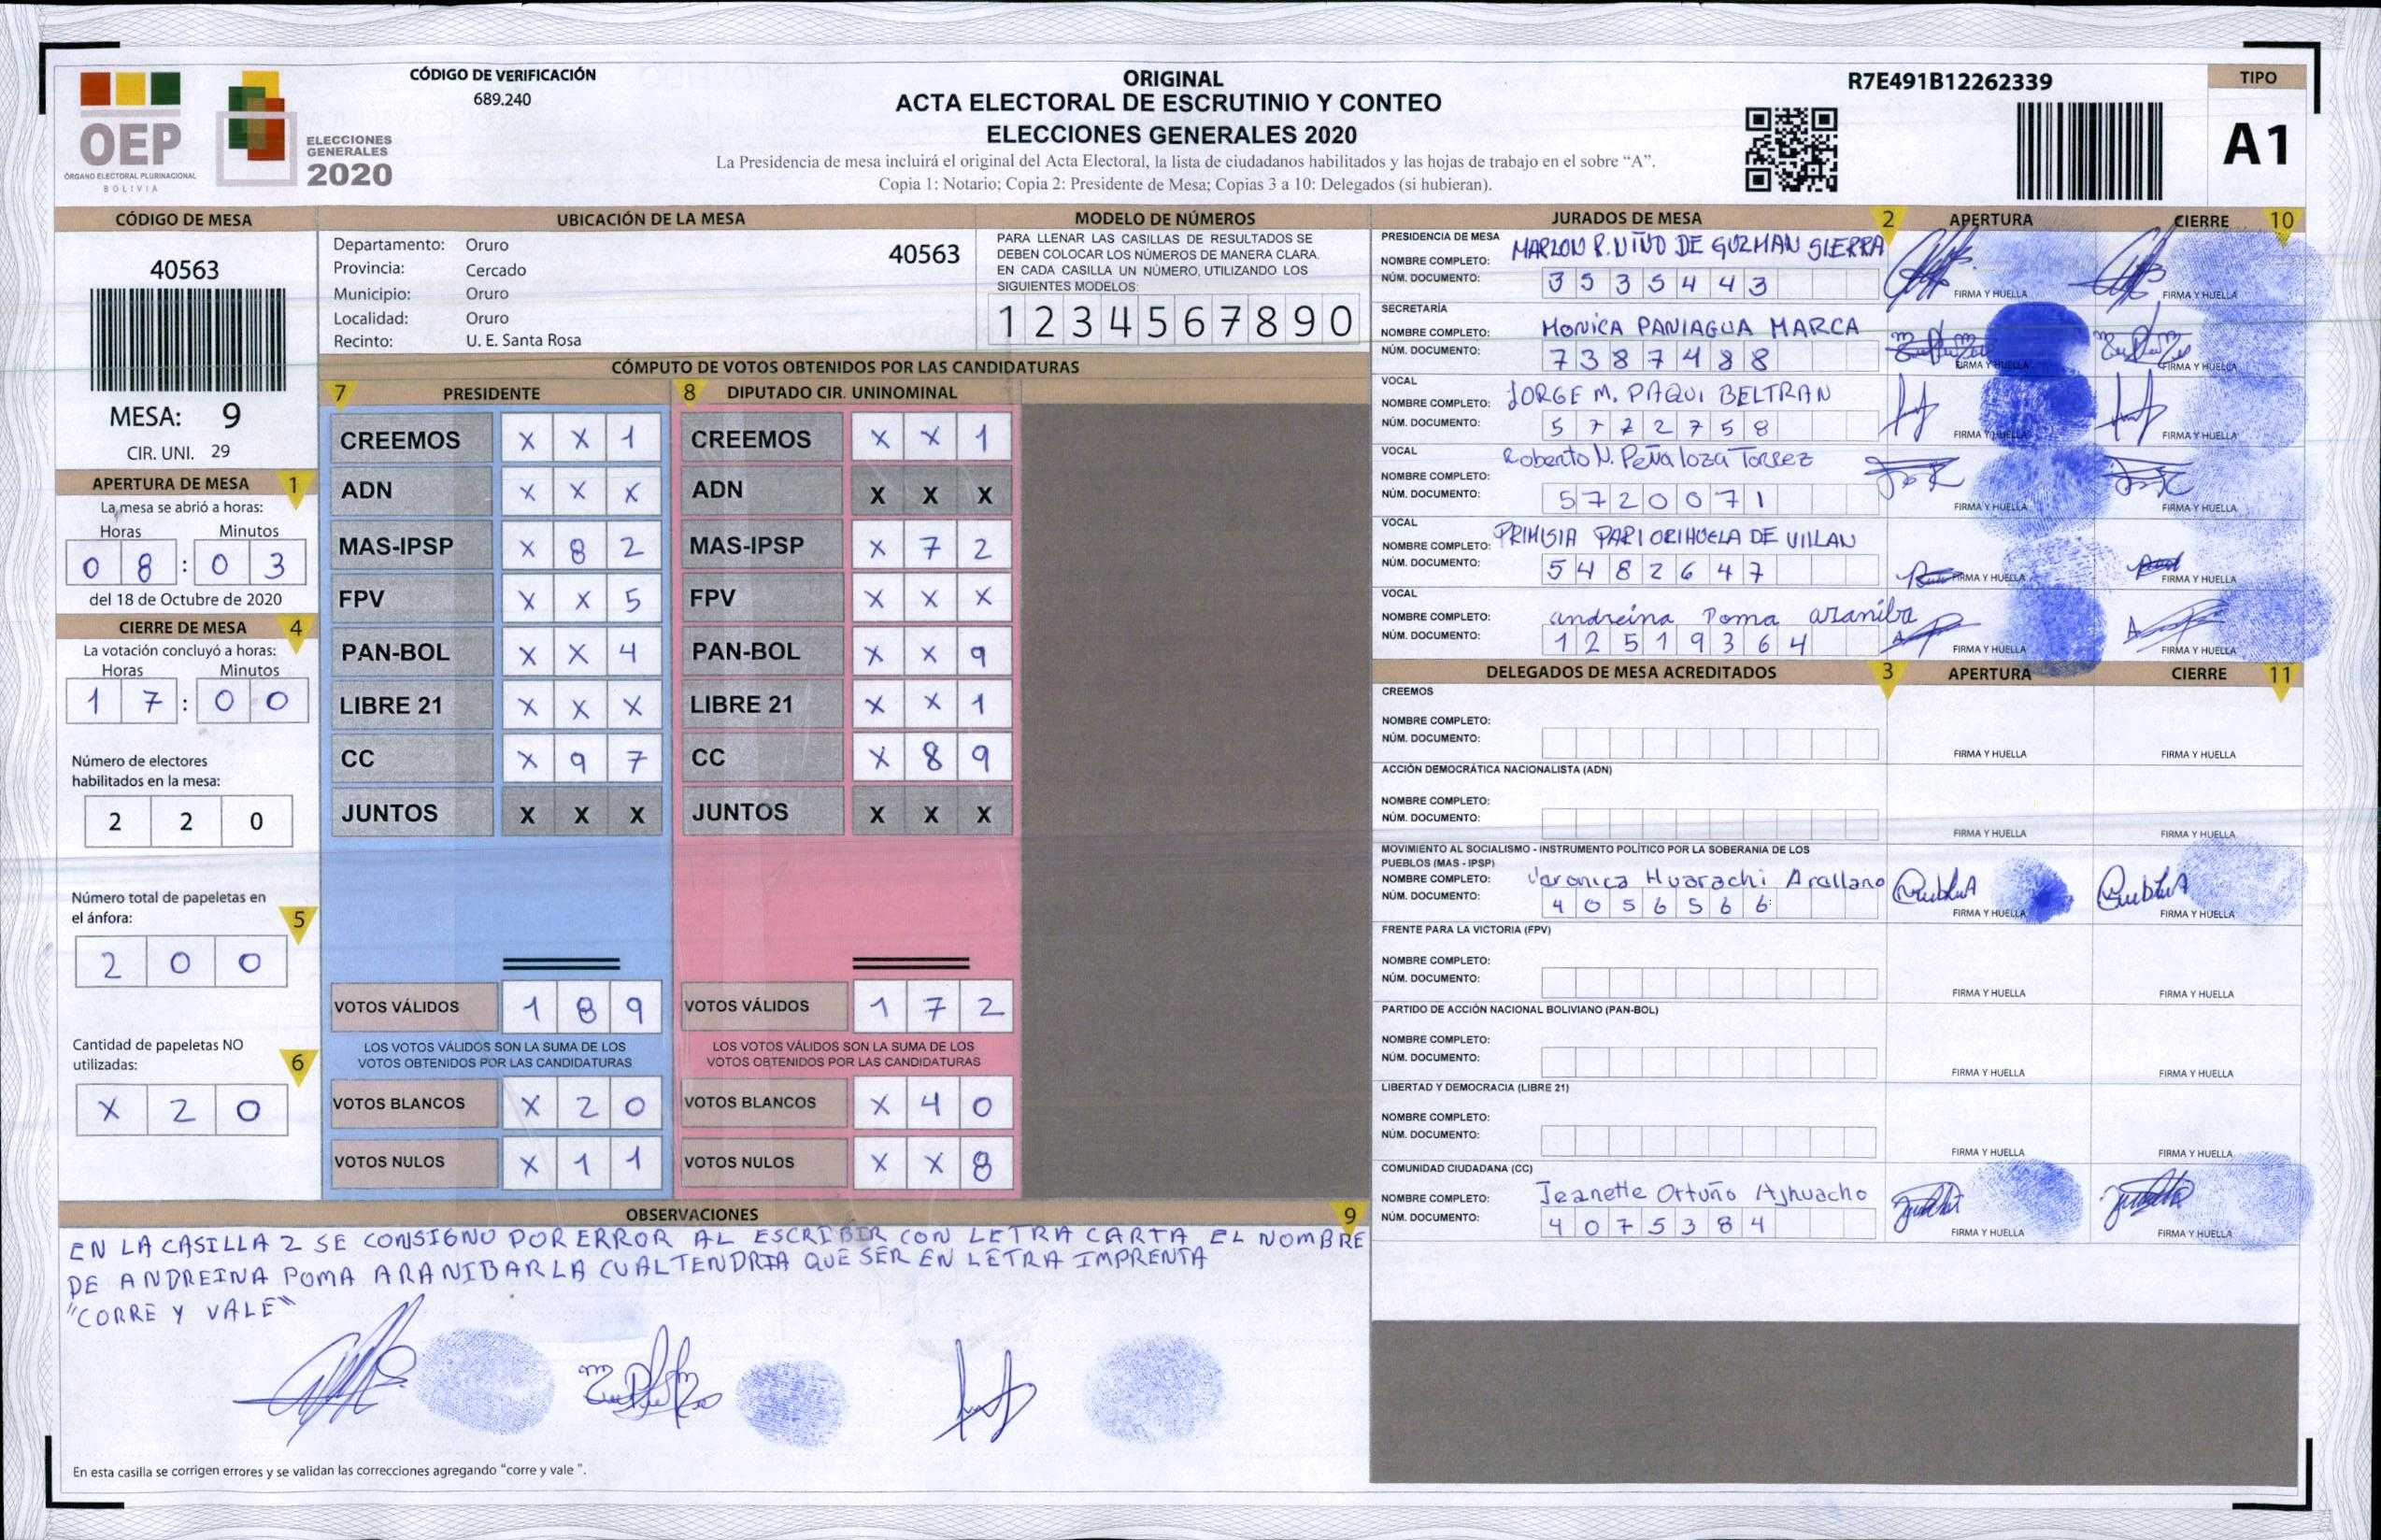 OEP
ÓRGANO ELECTORAL PLURINACIONAL
BOLIVIA
ELECCIONES
GENERALES
2020
CÓDIGO DE VERIFICACIÓN
689.240
ORIGINAL
ACTA ELECTORAL DE ESCRUTINIO Y CONTEO
ELECCIONES GENERALES 2020
La Presidencia de mesa incluirá el original del Acta Electoral, la lista de ciudadanos habilitados y las hojas de trabajo en el sobre “A”.
Copia 1: Notario; Copia 2: Presidente de Mesa; Copias 3 a 10: Delegados (si hubieran).
R7E491B12262339
TIPO
A1
CÓDIGO DE MESA
40563
MESA: 9
CIR. UNI. 29
APERTURA DE MESA 1
La mesa se abrió a horas:
Horas Minutos
0 8 : 0 3
del 18 de Octubre de 2020
CIERRE DE MESA 4
La votación concluyó a horas:
Horas Minutos
1 7 : 0 0
Número de electores
habilitados en la mesa:
2 2 0
Número total de papeletas en
el ánfora: 5
2 0 0
Cantidad de papeletas NO
utilizadas: 6
X 2 0
UBICACIÓN DE LA MESA
Departamento: Oruro 40563
Provincia: Cercado
Municipio: Oruro
Localidad: Oruro
Recinto: U. E. Santa Rosa
MODELO DE NÚMEROS
PARA LLENAR LAS CASILLAS DE RESULTADOS SE
DEBEN COLOCAR LOS NÚMEROS DE MANERA CLARA.
EN CADA CASILLA UN NÚMERO, UTILIZANDO LOS
SIGUIENTES MODELOS:
1 2 3 4 5 6 7 8 9 0
CÓMPUTO DE VOTOS OBTENIDOS POR LAS CANDIDATURAS
7 PRESIDENTE
CREEMOS X X 1
ADN X X X
MAS-IPSP X 8 2
FPV X X 5
PAN-BOL X X 4
LIBRE 21 X X X
CC X 9 7
JUNTOS X X X
VOTOS VÁLIDOS 1 8 9
LOS VOTOS VÁLIDOS SON LA SUMA DE LOS
VOTOS OBTENIDOS POR LAS CANDIDATURAS
VOTOS BLANCOS X 2 0
VOTOS NULOS X 1 1
8 DIPUTADO CIR. UNINOMINAL
CREEMOS X X 1
ADN X X X
MAS-IPSP X 7 2
FPV X X X
PAN-BOL X X 9
LIBRE 21 X X 1
CC X 8 9
JUNTOS X X X
VOTOS VÁLIDOS 1 7 2
LOS VOTOS VÁLIDOS SON LA SUMA DE LOS
VOTOS OBTENIDOS POR LAS CANDIDATURAS
VOTOS BLANCOS X 4 0
VOTOS NULOS X X 8
OBSERVACIONES 9
EN LA CASILLA 2 SE CONSIGNO POR ERROR AL ESCRIBIR CON LETRA CARTA EL NOMBRE
DE ANDREINA POMA ARANIBAR LA CUAL TENDRIA QUE SER EN LETRA IMPRENTA
"CORRE Y VALE"
En esta casilla se corrigen errores y se validan las correcciones agregando “corre y vale ”.
JURADOS DE MESA 2 APERTURA CIERRE 10
PRESIDENCIA DE MESA
NOMBRE COMPLETO: MARLON R. NIÑO DE GUZMAN SIERRA
NÚM. DOCUMENTO: 3 5 3 5 4 4 3
FIRMA Y HUELLA FIRMA Y HUELLA
SECRETARÍA
NOMBRE COMPLETO: MONICA PANIAGUA MARCA
NÚM. DOCUMENTO: 7 3 8 7 4 8 8
FIRMA Y HUELLA FIRMA Y HUELLA
VOCAL
NOMBRE COMPLETO: JORGE M. PAQUI BELTRAN
NÚM. DOCUMENTO: 5 7 7 2 7 5 8
FIRMA Y HUELLA FIRMA Y HUELLA
VOCAL
NOMBRE COMPLETO: Roberto N. Peñaloza Torrez
NÚM. DOCUMENTO: 5 7 2 0 0 7 1
FIRMA Y HUELLA FIRMA Y HUELLA
VOCAL
NOMBRE COMPLETO: PRIMISIA PARI ORIHUELA DE VILLAN
NÚM. DOCUMENTO: 5 4 8 2 6 4 7
FIRMA Y HUELLA FIRMA Y HUELLA
VOCAL
NOMBRE COMPLETO: andreina Poma aranibar
NÚM. DOCUMENTO: 1 2 5 1 9 3 6 4
FIRMA Y HUELLA FIRMA Y HUELLA
DELEGADOS DE MESA ACREDITADOS 3 APERTURA CIERRE 11
CREEMOS
NOMBRE COMPLETO:
NÚM. DOCUMENTO:
FIRMA Y HUELLA FIRMA Y HUELLA
ACCIÓN DEMOCRÁTICA NACIONALISTA (ADN)
NOMBRE COMPLETO:
NÚM. DOCUMENTO:
FIRMA Y HUELLA FIRMA Y HUELLA
MOVIMIENTO AL SOCIALISMO - INSTRUMENTO POLÍTICO POR LA SOBERANIA DE LOS
PUEBLOS (MAS - IPSP)
NOMBRE COMPLETO: Veronica Huarachi Arellano
NÚM. DOCUMENTO: 4 0 5 6 5 6 6
FIRMA Y HUELLA FIRMA Y HUELLA
FRENTE PARA LA VICTORIA (FPV)
NOMBRE COMPLETO:
NÚM. DOCUMENTO:
FIRMA Y HUELLA FIRMA Y HUELLA
PARTIDO DE ACCIÓN NACIONAL BOLIVIANO (PAN-BOL)
NOMBRE COMPLETO:
NÚM. DOCUMENTO:
FIRMA Y HUELLA FIRMA Y HUELLA
LIBERTAD Y DEMOCRACIA (LIBRE 21)
NOMBRE COMPLETO:
NÚM. DOCUMENTO:
FIRMA Y HUELLA FIRMA Y HUELLA
COMUNIDAD CIUDADANA (CC)
NOMBRE COMPLETO: Jeanette Ortuño Ajhuacho
NÚM. DOCUMENTO: 4 0 7 5 3 8 4
FIRMA Y HUELLA FIRMA Y HUELLA